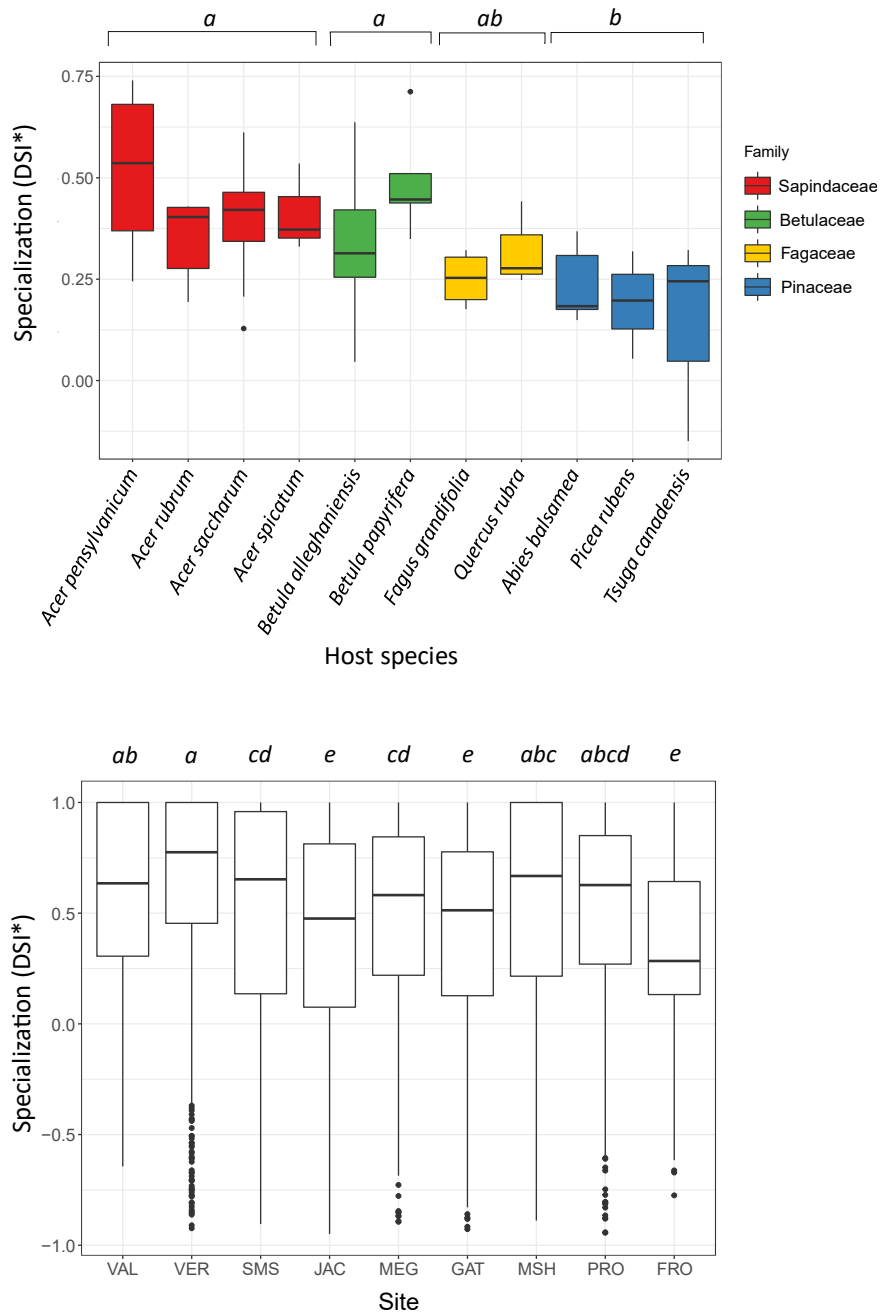 a a ab b
0.75
0.50
0.25
0.00
Specialization (DSI*)
Family
Sapindaceae
Betulaceae
Fagaceae
Pinaceae
Acer pensylvanicum
Acer rubrum
Acer saccharum
Acer spicatum
Betula alleghaniensis
Betula papyrifera
Fagus grandifolia
Quercus rubra
Abies balsamea
Picea rubens
Tsuga canadensis
Host species
ab a cd e cd e abc abcd e
1.0
0.5
0.0
−0.5
−1.0
Specialization (DSI*)
VAL VER SMS JAC MEG GAT MSH PRO FRO
Site